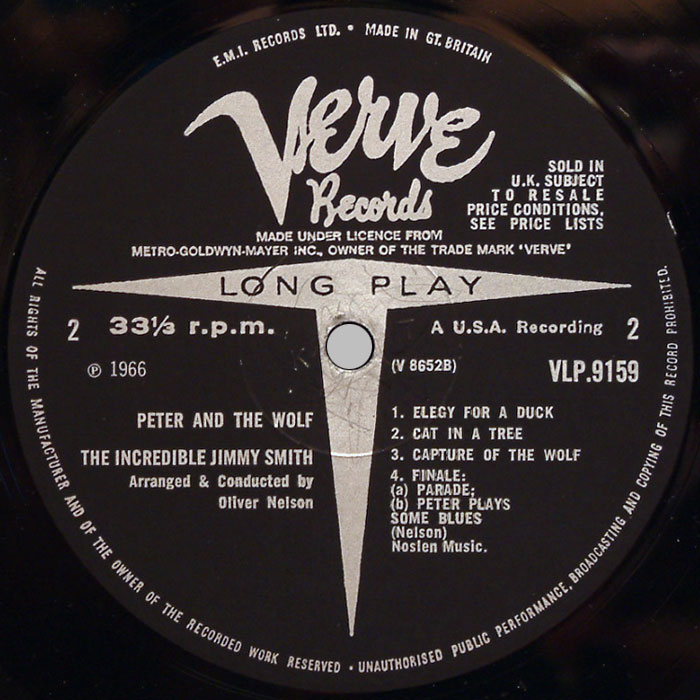 E.M.I. RECORDS LTD. • MADE IN GT. BRITAIN
Verve
Records
SOLD IN
U.K. SUBJECT
TO RESALE
PRICE CONDITIONS,
SEE PRICE LISTS
MADE UNDER LICENCE FROM
METRO-GOLDWYN-MAYER INC., OWNER OF THE TRADE MARK 'VERVE'
LONG PLAY
2 33⅓ r.p.m.
A U.S.A. Recording 2
℗ 1966
(V 8652B)
VLP.9159
PETER AND THE WOLF
THE INCREDIBLE JIMMY SMITH
Arranged & Conducted by
Oliver Nelson
1. ELEGY FOR A DUCK
2. CAT IN A TREE
3. CAPTURE OF THE WOLF
4. FINALE:
(a) PARADE;
(b) PETER PLAYS
SOME BLUES
(Nelson)
Noslen Music.
ALL RIGHTS OF THE MANUFACTURER AND OF THE OWNER OF THE RECORDED WORK RESERVED • UNAUTHORISED PUBLIC PERFORMANCE, BROADCASTING AND COPYING OF THIS RECORD PROHIBITED.